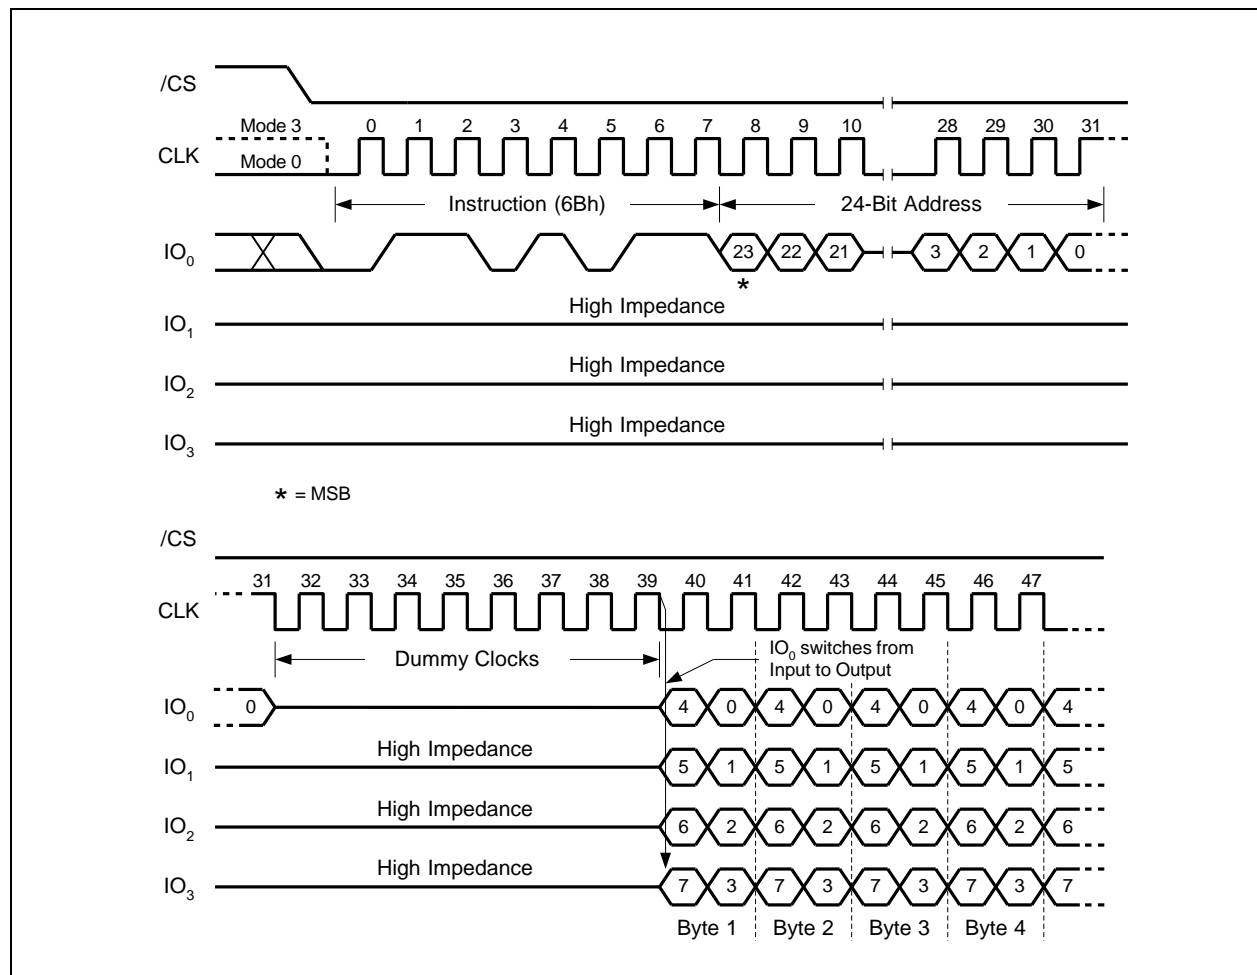 /CS
Mode 3 0 1 2 3 4 5 6 7 8 9 10 28 29 30 31
CLK
Mode 0
Instruction (6Bh) 24-Bit Address
IO0 23 22 21 3 2 1 0
*
High Impedance
IO1
High Impedance
IO2
High Impedance
IO3
* = MSB
/CS
31 32 33 34 35 36 37 38 39 40 41 42 43 44 45 46 47
CLK
Dummy Clocks
IO0 switches from
Input to Output
IO0 0 4 0 4 0 4 0 4 0 4
High Impedance
IO1 5 1 5 1 5 1 5 1 5
High Impedance
IO2 6 2 6 2 6 2 6 2 6
High Impedance
IO3 7 3 7 3 7 3 7 3 7
Byte 1 Byte 2 Byte 3 Byte 4